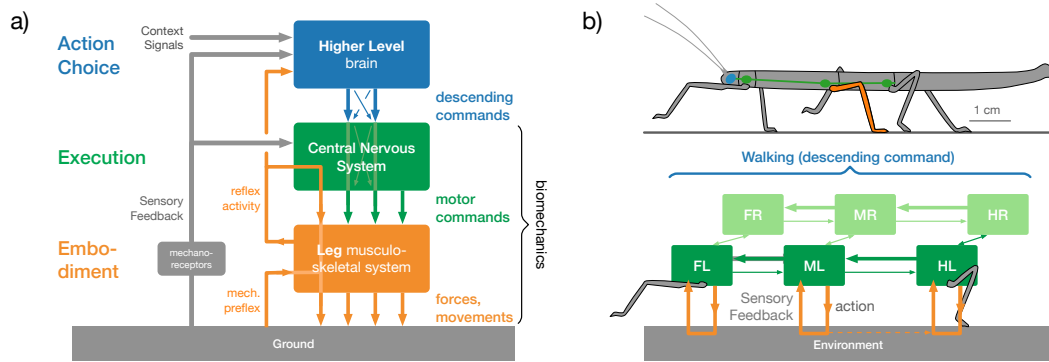 a)
Action
Choice
Context
Signals
Higher Level
brain
descending
commands
Execution
Central Nervous
System
Sensory
Feedback
reflex
activity
motor
commands
biomechanics
Embo-
diment
mechano-
receptors
Leg musculo-
skeletal system
mech.
preflex
forces,
movements
Ground
b)
1 cm
Walking (descending command)
FR
MR
HR
FL
ML
HL
Sensory
Feedback
action
Environment